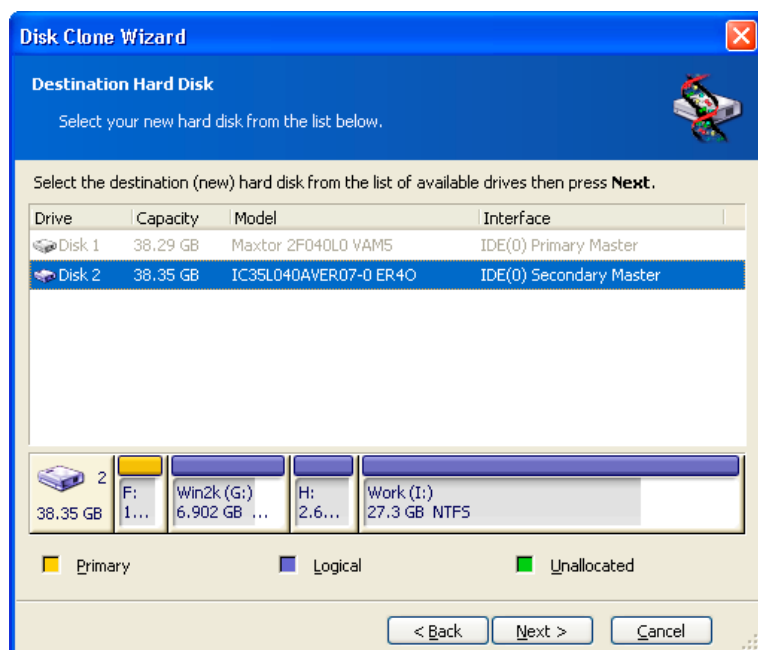 Disk Clone Wizard
Destination Hard Disk
Select your new hard disk from the list below.
Select the destination (new) hard disk from the list of available drives then press Next.
Drive Capacity Model Interface
Disk 1 38.29 GB Maxtor 2F040L0 VAM5 IDE(0) Primary Master
Disk 2 38.35 GB IC35L040AVER07-0 ER4O IDE(0) Secondary Master
2 F: Win2k (G:) H: Work (I:)
38.35 GB 1... 6.902 GB ... 2.6... 27.3 GB NTFS
Primary Logical Unallocated
< Back Next > Cancel